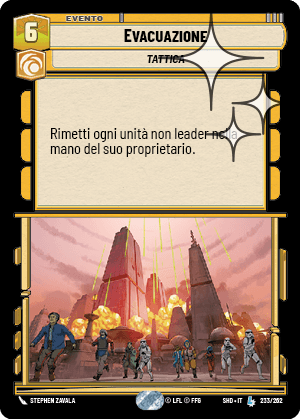 6
EVENTO
EVACUAZIONE
TATTICA
Rimetti ogni unità non leader nella
mano del suo proprietario.
STEPHEN ZAVALA © LFL © FFG SHD • IT L 233/262